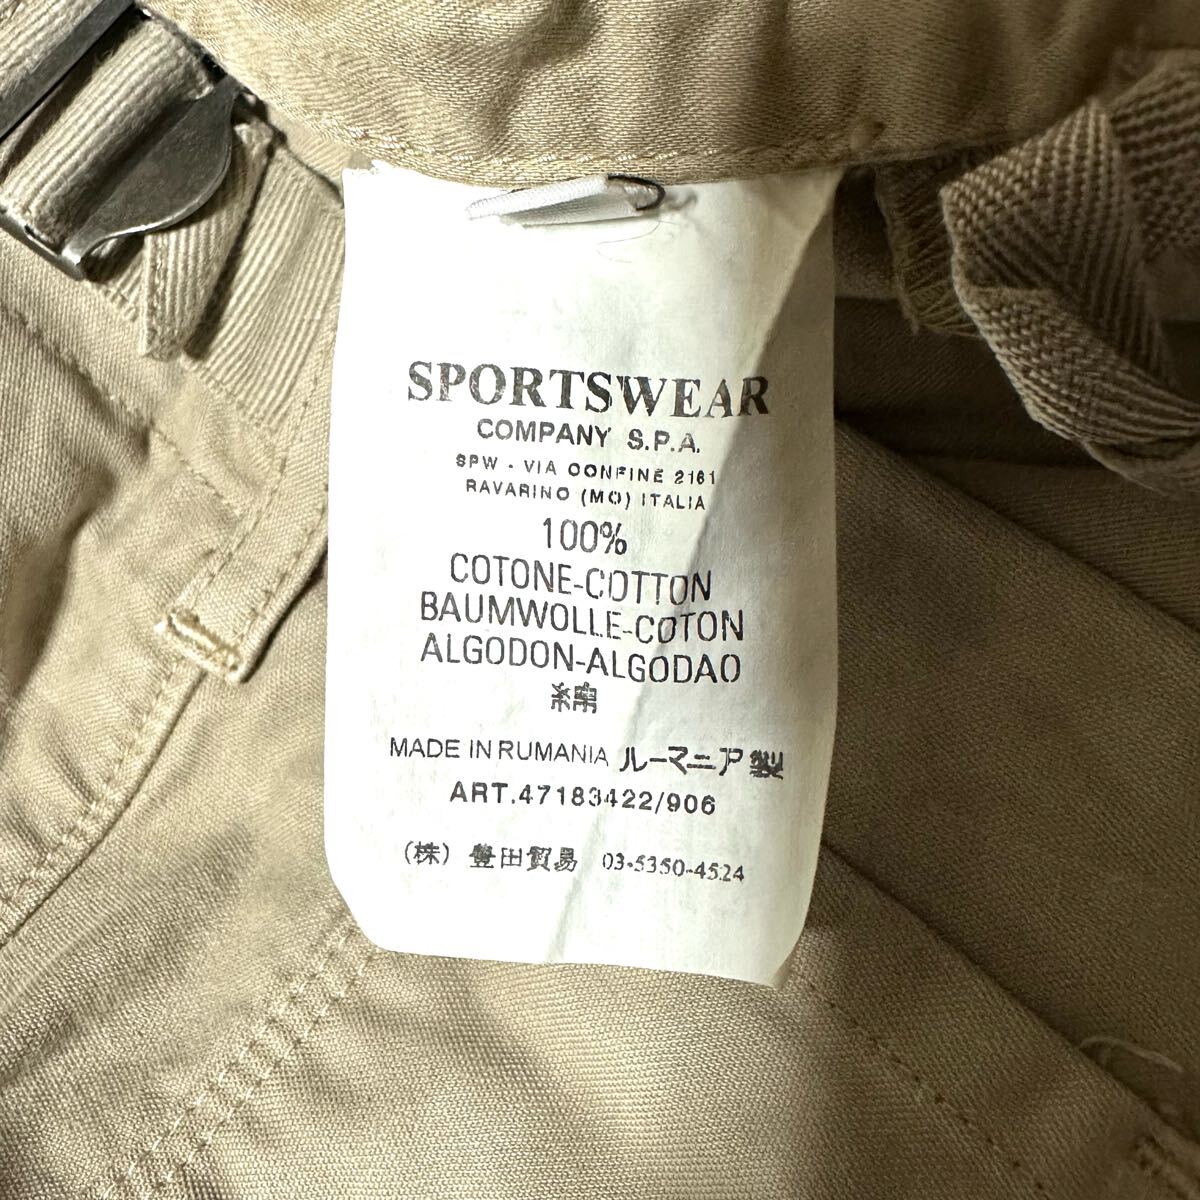 SPORTSWEAR
COMPANY S.P.A.
SPW - VIA CONFINE 2161
RAVARINO (MO) ITALIA
100%
COTONE-COTTON
BAUMWOLLE-COTON
ALGODON-ALGODAO
綿
MADE IN RUMANIA ルーマニア製
ART.47183422/906
(株) 豊田貿易 03-5350-4524